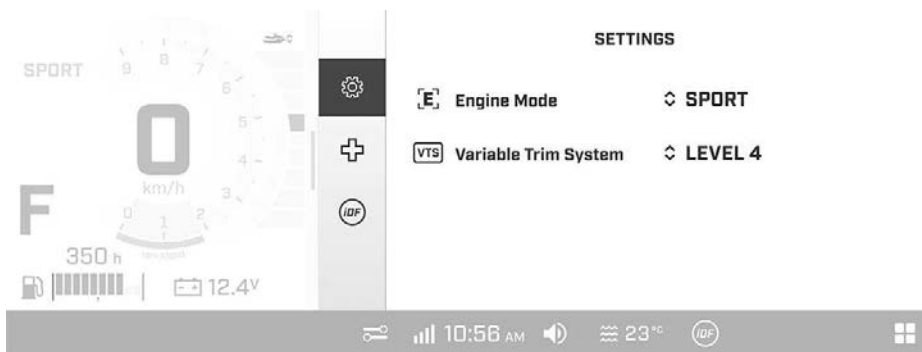 SETTINGS
SPORT
9 8 7
6
5
4
3
0 1 2
0
km/h
F
350 h
12.4V
[E] Engine Mode SPORT
VTS Variable Trim System LEVEL 4
iDF
10:56 AM 23°C iDF